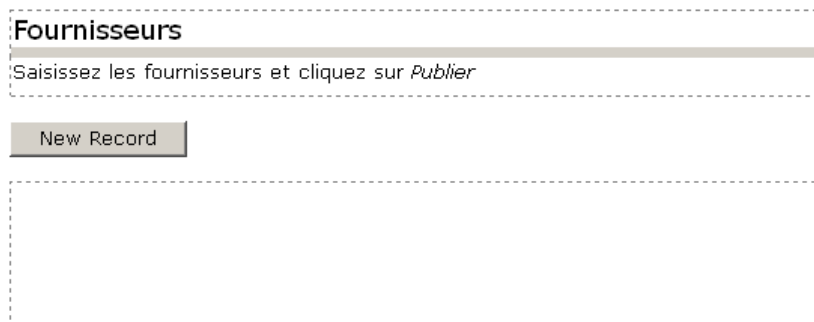 Fournisseurs
Saisissez les fournisseurs et cliquez sur Publier
New Record